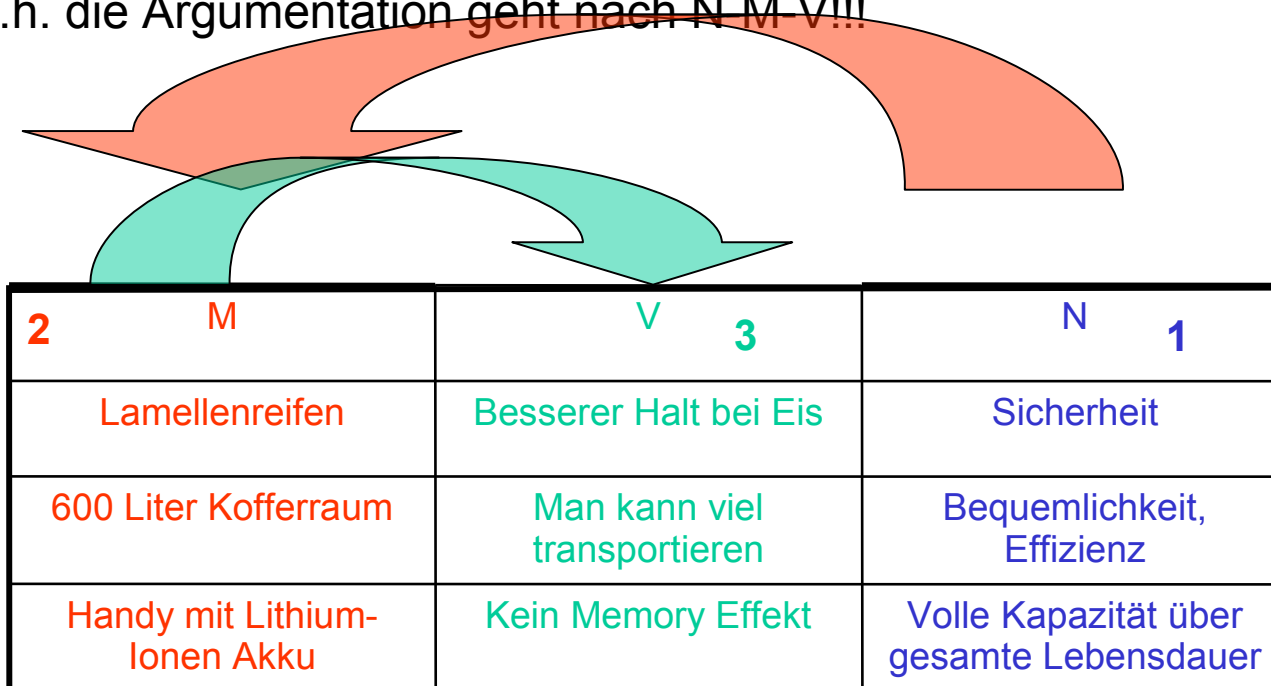 .h. die Argumentation geht nach N-M-V!!!
2 M
V 3
N 1
Lamellenreifen
Besserer Halt bei Eis
Sicherheit
600 Liter Kofferraum
Man kann viel
transportieren
Bequemlichkeit,
Effizienz
Handy mit Lithium-
Ionen Akku
Kein Memory Effekt
Volle Kapazität über
gesamte Lebensdauer